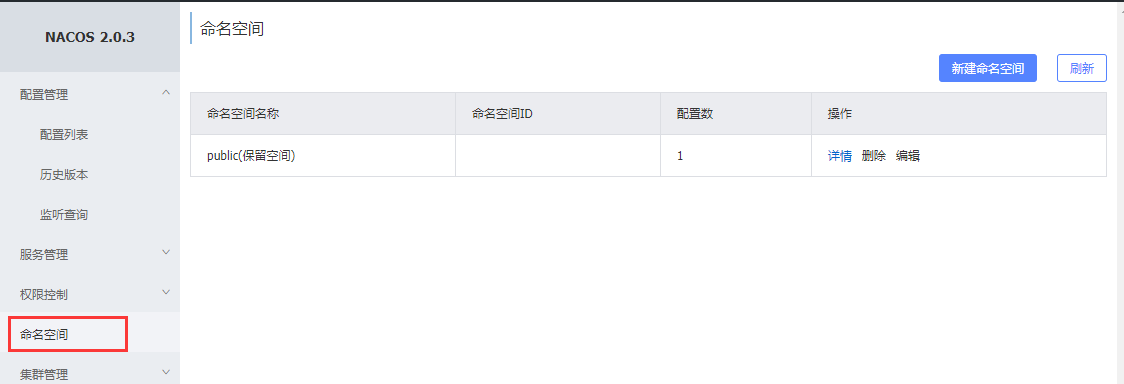 NACOS 2.0.3
配置管理
配置列表
历史版本
监听查询
服务管理
权限控制
命名空间
集群管理
命名空间
新建命名空间 刷新
命名空间名称 命名空间ID 配置数 操作
public(保留空间) 1 详情 删除 编辑